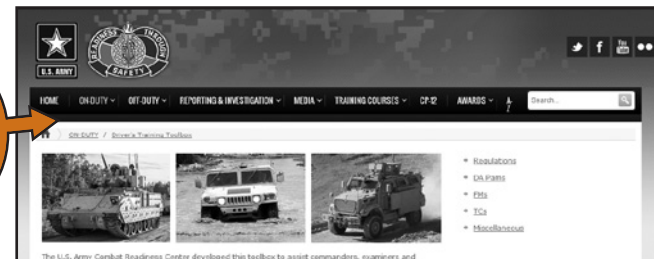 READINESS THROUGH
SAFETY
U.S. ARMY
You
f
HOME ON-DUTY OFF-DUTY REPORTING & INVESTIGATION MEDIA TRAINING COURSES CP-12 AWARDS A-Z Search...
ON-DUTY / Driver's Training Toolbox
Regulations
DA Pams
FMs
TCs
Miscellaneous
The U.S. Army Combat Readiness Center developed this toolbox to assist commanders, examiners and